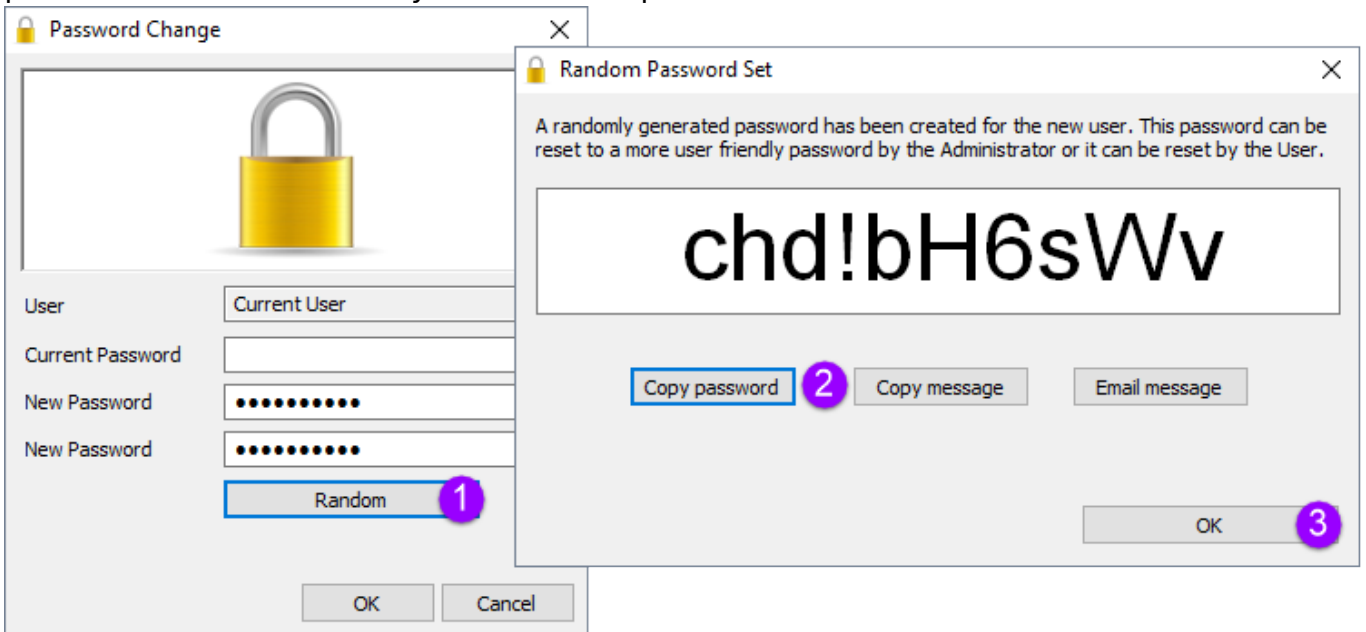 Password Change
User
Current User
Current Password
New Password
●●●●●●●●●●
New Password
●●●●●●●●●●
Random
1
OK
Cancel
Random Password Set
A randomly generated password has been created for the new user. This password can be
reset to a more user friendly password by the Administrator or it can be reset by the User.
chd!bH6sWv
Copy password
2
Copy message
Email message
OK
3